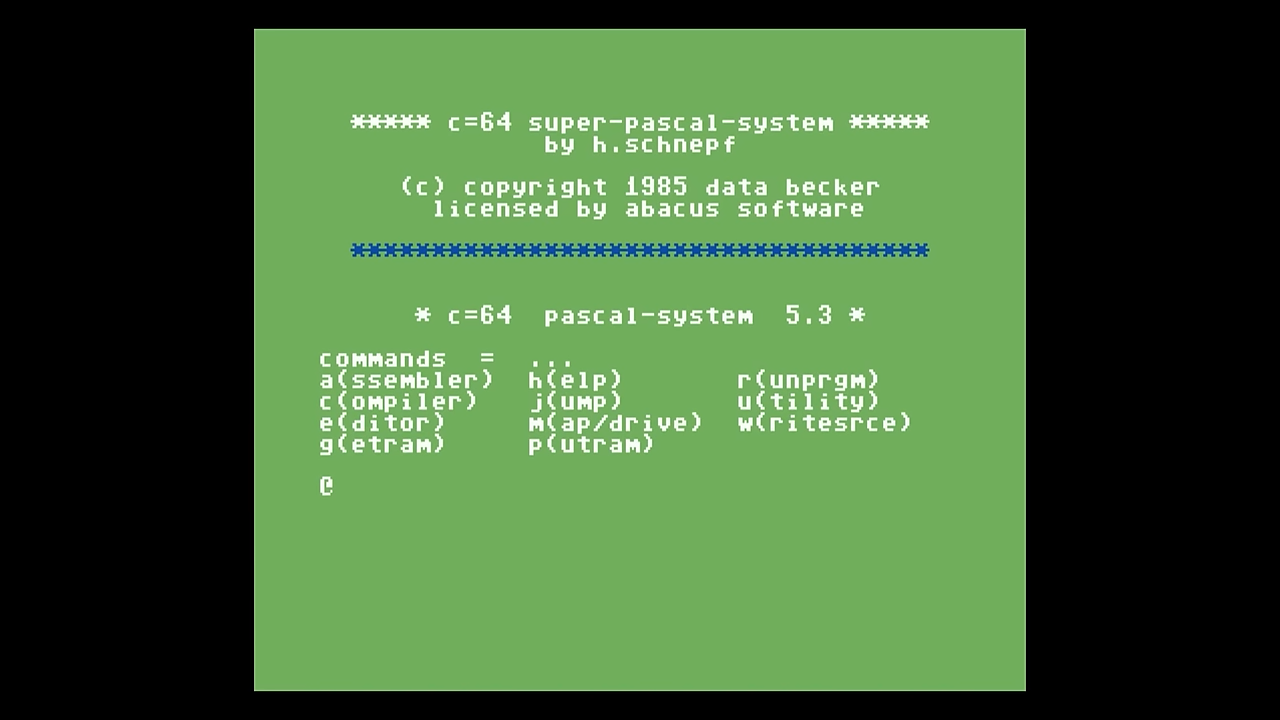 ***** c=64 super-pascal-system *****
by h.schnepf
(c) copyright 1985 data becker
licensed by abacus software
************************************
* c=64  pascal-system  5.3 *
commands  =  ...
a(ssembler)  h(elp)       r(unprgm)
c(ompiler)   j(ump)       u(tility)
e(ditor)     m(ap/drive)  w(ritesrce)
g(etram)     p(utram)
@